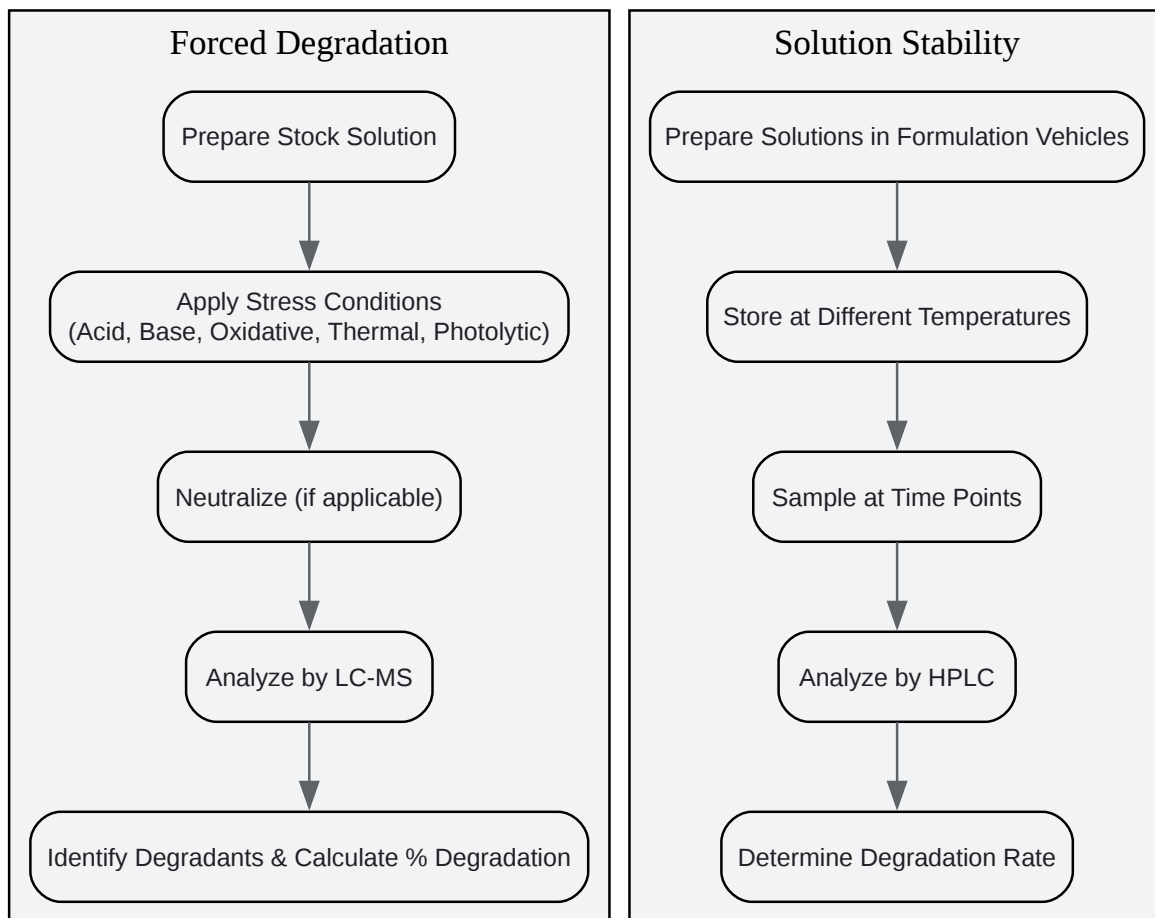 Forced Degradation
Prepare Stock Solution
Apply Stress Conditions
(Acid, Base, Oxidative, Thermal, Photolytic)
Neutralize (if applicable)
Analyze by LC-MS
Identify Degradants & Calculate % Degradation
Solution Stability
Prepare Solutions in Formulation Vehicles
Store at Different Temperatures
Sample at Time Points
Analyze by HPLC
Determine Degradation Rate